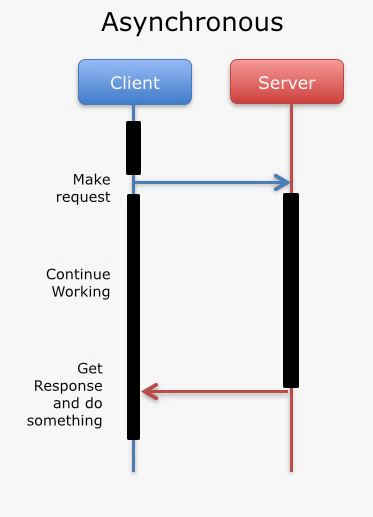 Asynchronous
Client
Server
Make
request
Continue
Working
Get
Response
and do
something